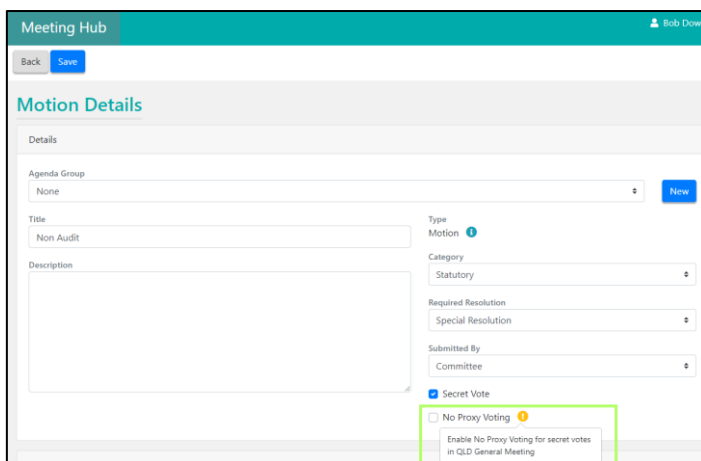 Meeting Hub
Bob Dow
Back
Save
Motion Details
Details
Agenda Group
None
New
Title
Non Audit
Type
Motion
Category
Statutory
Description
Required Resolution
Special Resolution
Submitted By
Committee
Secret Vote
No Proxy Voting
Enable No Proxy Voting for secret votes
in QLD General Meeting